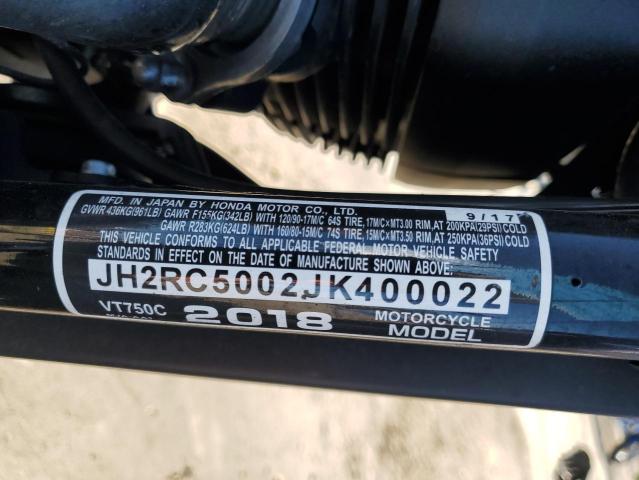 MFD. IN JAPAN BY HONDA MOTOR CO., LTD. 9/17
GVWR 436KG(961LB) GAWR F155KG(342LB) WITH 120/90-17M/C 64S TIRE,17M/C×MT3.00 RIM,AT 200KPA(29PSI)COLD
GAWR R283KG(624LB) WITH 160/80-15M/C 74S TIRE,15M/C×MT3.50 RIM,AT 250KPA(36PSI)COLD
THIS VEHICLE CONFORMS TO ALL APPLICABLE FEDERAL MOTOR VEHICLE SAFETY
STANDARDS IN EFFECT ON THE DATE OF MANUFACTURE SHOWN ABOVE:
JH2RC5002JK400022
VT750C 2018 MOTORCYCLE
MODEL